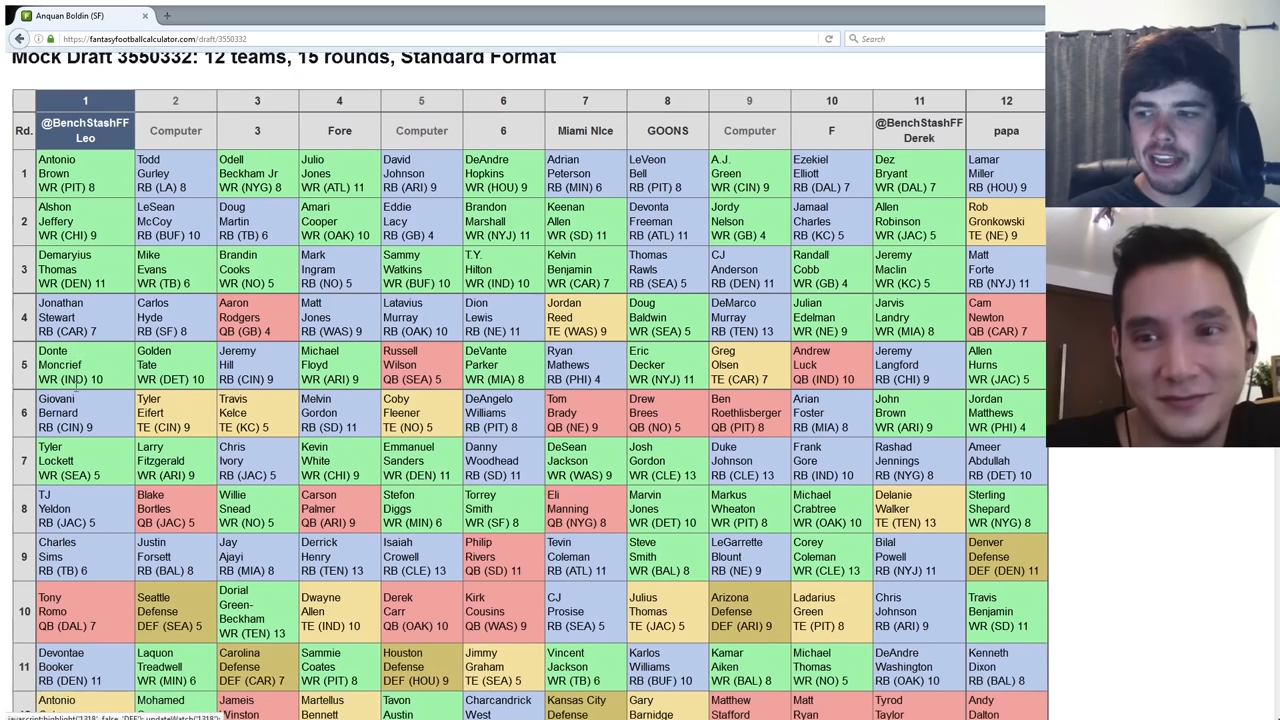 Anquan Boldin (SF)
https://fantasyfootballcalculator.com/draft/3550332
Search
Mock Draft 3550332: 12 teams, 15 rounds, Standard Format
1 2 3 4 5 6 7 8 9 10 11 12
Rd. @BenchStashFF Leo Computer 3 Fore Computer 6 Miami NIce GOONS Computer F @BenchStashFF Derek papa
1 Antonio Brown WR (PIT) 8 Todd Gurley RB (LA) 8 Odell Beckham Jr WR (NYG) 8 Julio Jones WR (ATL) 11 David Johnson RB (ARI) 9 DeAndre Hopkins WR (HOU) 9 Adrian Peterson RB (MIN) 6 LeVeon Bell RB (PIT) 8 A.J. Green WR (CIN) 9 Ezekiel Elliott RB (DAL) 7 Dez Bryant WR (DAL) 7 Lamar Miller RB (HOU) 9
2 Alshon Jeffery WR (CHI) 9 LeSean McCoy RB (BUF) 10 Doug Martin RB (TB) 6 Amari Cooper WR (OAK) 10 Eddie Lacy RB (GB) 4 Brandon Marshall WR (NYJ) 11 Keenan Allen WR (SD) 11 Devonta Freeman RB (ATL) 11 Jordy Nelson WR (GB) 4 Jamaal Charles RB (KC) 5 Allen Robinson WR (JAC) 5 Rob Gronkowski TE (NE) 9
3 Demaryius Thomas WR (DEN) 11 Mike Evans WR (TB) 6 Brandin Cooks WR (NO) 5 Mark Ingram RB (NO) 5 Sammy Watkins WR (BUF) 10 T.Y. Hilton WR (IND) 10 Kelvin Benjamin WR (CAR) 7 Thomas Rawls RB (SEA) 5 CJ Anderson RB (DEN) 11 Randall Cobb WR (GB) 4 Jeremy Maclin WR (KC) 5 Matt Forte RB (NYJ) 11
4 Jonathan Stewart RB (CAR) 7 Carlos Hyde RB (SF) 8 Aaron Rodgers QB (GB) 4 Matt Jones RB (WAS) 9 Latavius Murray RB (OAK) 10 Dion Lewis RB (NE) 11 Jordan Reed TE (WAS) 9 Doug Baldwin WR (SEA) 5 DeMarco Murray RB (TEN) 13 Julian Edelman WR (NE) 9 Jarvis Landry WR (MIA) 8 Cam Newton QB (CAR) 7
5 Donte Moncrief WR (IND) 10 Golden Tate WR (DET) 10 Jeremy Hill RB (CIN) 9 Michael Floyd WR (ARI) 9 Russell Wilson QB (SEA) 5 DeVante Parker WR (MIA) 8 Ryan Mathews RB (PHI) 4 Eric Decker WR (NYJ) 11 Greg Olsen TE (CAR) 7 Andrew Luck QB (IND) 10 Jeremy Langford RB (CHI) 9 Allen Hurns WR (JAC) 5
6 Giovani Bernard RB (CIN) 9 Tyler Eifert TE (CIN) 9 Travis Kelce TE (KC) 5 Melvin Gordon RB (SD) 11 Coby Fleener TE (NO) 5 DeAngelo Williams RB (PIT) 8 Tom Brady QB (NE) 9 Drew Brees QB (NO) 5 Ben Roethlisberger QB (PIT) 8 Arian Foster RB (MIA) 8 John Brown WR (ARI) 9 Jordan Matthews WR (PHI) 4
7 Tyler Lockett WR (SEA) 5 Larry Fitzgerald WR (ARI) 9 Chris Ivory RB (JAC) 5 Kevin White WR (CHI) 9 Emmanuel Sanders WR (DEN) 11 Danny Woodhead RB (SD) 11 DeSean Jackson WR (WAS) 9 Josh Gordon WR (CLE) 13 Duke Johnson RB (CLE) 13 Frank Gore RB (IND) 10 Rashad Jennings RB (NYG) 8 Ameer Abdullah RB (DET) 10
8 TJ Yeldon RB (JAC) 5 Blake Bortles QB (JAC) 5 Willie Snead WR (NO) 5 Carson Palmer QB (ARI) 9 Stefon Diggs WR (MIN) 6 Torrey Smith WR (SF) 8 Eli Manning QB (NYG) 8 Marvin Jones WR (DET) 10 Markus Wheaton WR (PIT) 8 Michael Crabtree WR (OAK) 10 Delanie Walker TE (TEN) 13 Sterling Shepard WR (NYG) 8
9 Charles Sims RB (TB) 6 Justin Forsett RB (BAL) 8 Jay Ajayi RB (MIA) 8 Derrick Henry RB (TEN) 13 Isaiah Crowell RB (CLE) 13 Philip Rivers QB (SD) 11 Tevin Coleman RB (ATL) 11 Steve Smith WR (BAL) 8 LeGarrette Blount RB (NE) 9 Corey Coleman WR (CLE) 13 Bilal Powell RB (NYJ) 11 Denver Defense DEF (DEN) 11
10 Tony Romo QB (DAL) 7 Seattle Defense DEF (SEA) 5 Dorial Green-Beckham WR (TEN) 13 Dwayne Allen TE (IND) 10 Derek Carr QB (OAK) 10 Kirk Cousins QB (WAS) 9 CJ Prosise RB (SEA) 5 Julius Thomas TE (JAC) 5 Arizona Defense DEF (ARI) 9 Ladarius Green TE (PIT) 8 Chris Johnson RB (ARI) 9 Travis Benjamin WR (SD) 11
11 Devontae Booker RB (DEN) 11 Laquon Treadwell WR (MIN) 6 Carolina Defense DEF (CAR) 7 Sammie Coates WR (PIT) 8 Houston Defense DEF (HOU) 9 Jimmy Graham TE (SEA) 5 Vincent Jackson WR (TB) 6 Karlos Williams RB (BUF) 10 Kamar Aiken WR (BAL) 8 Michael Thomas WR (NO) 5 DeAndre Washington RB (OAK) 10 Kenneth Dixon RB (BAL) 8
Antonio Mohamed Jameis Winston Martellus Bennett Tavon Austin Charcandrick West Kansas City Defense Gary Barnidge Matthew Stafford Matt Ryan Tyrod Taylor Andy Dalton
javascript:highlight('1318', false, 'DEF'); updateWatch('1318');